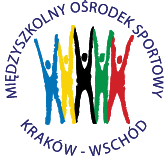 MIĘDZYSZKOLNY OŚRODEK SPORTOWY
KRAKÓW - WSCHÓD